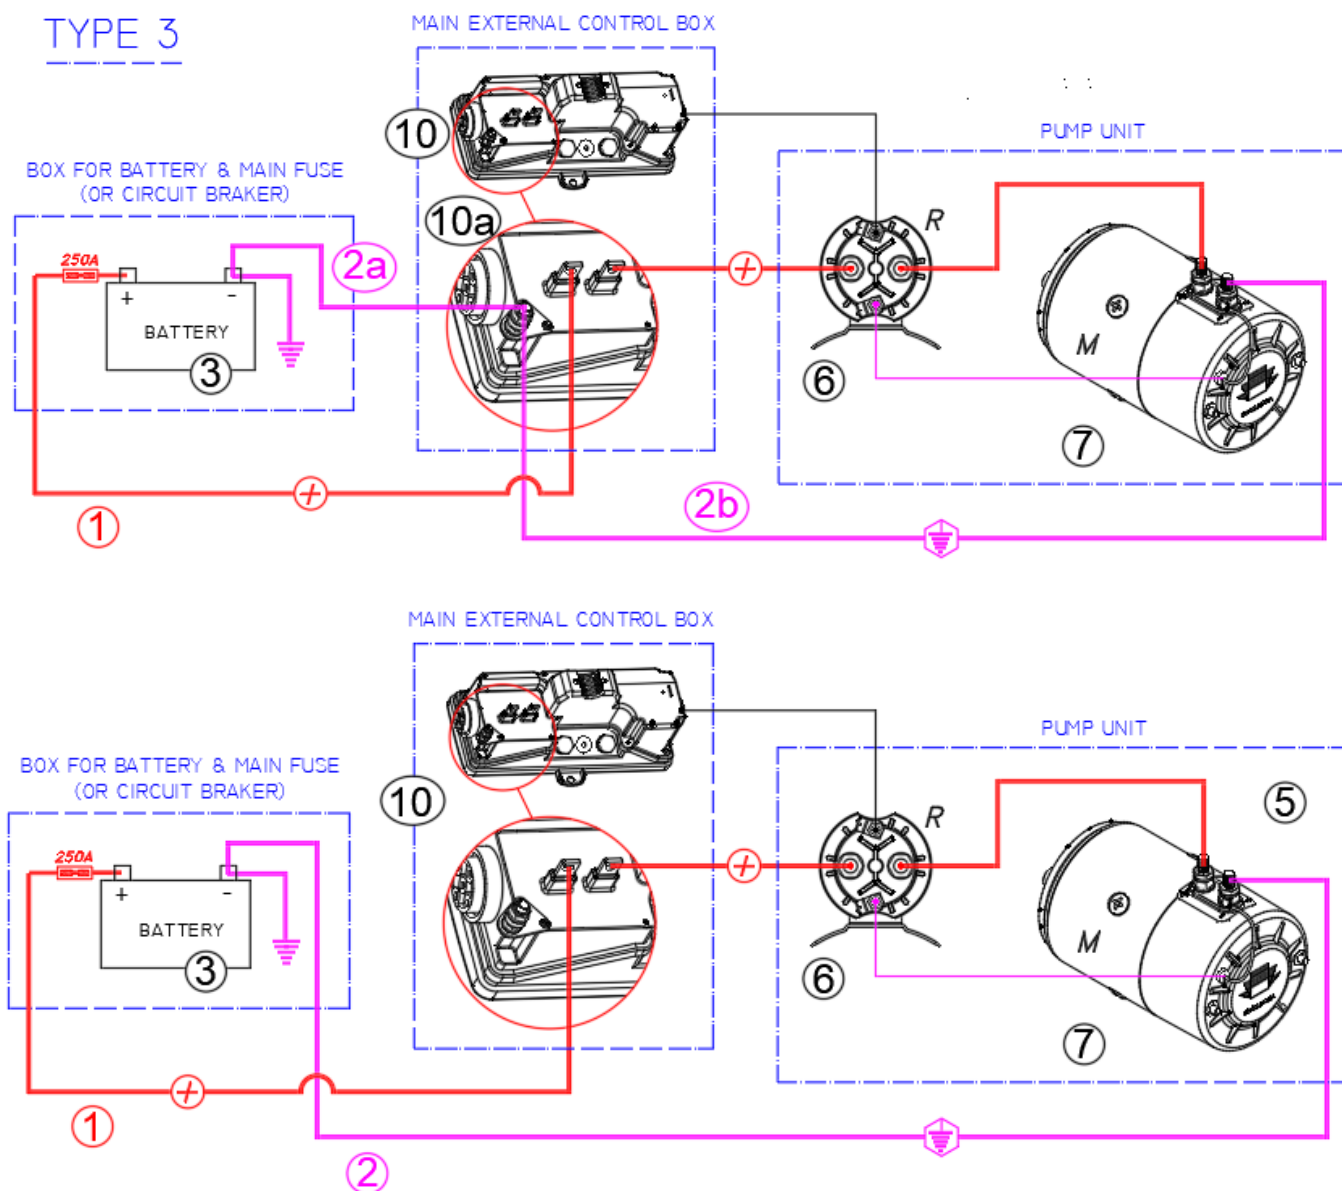 TYPE 3
MAIN EXTERNAL CONTROL BOX
10
PUMP UNIT
BOX FOR BATTERY & MAIN FUSE
(OR CIRCUIT BRAKER)
10a
R
250A
2a
+
+ -
BATTERY
M
3
6
7
+
2b
1
MAIN EXTERNAL CONTROL BOX
PUMP UNIT
BOX FOR BATTERY & MAIN FUSE
(OR CIRCUIT BRAKER)
10
5
R
250A
+
+ -
BATTERY
M
3
6
7
+
1
2